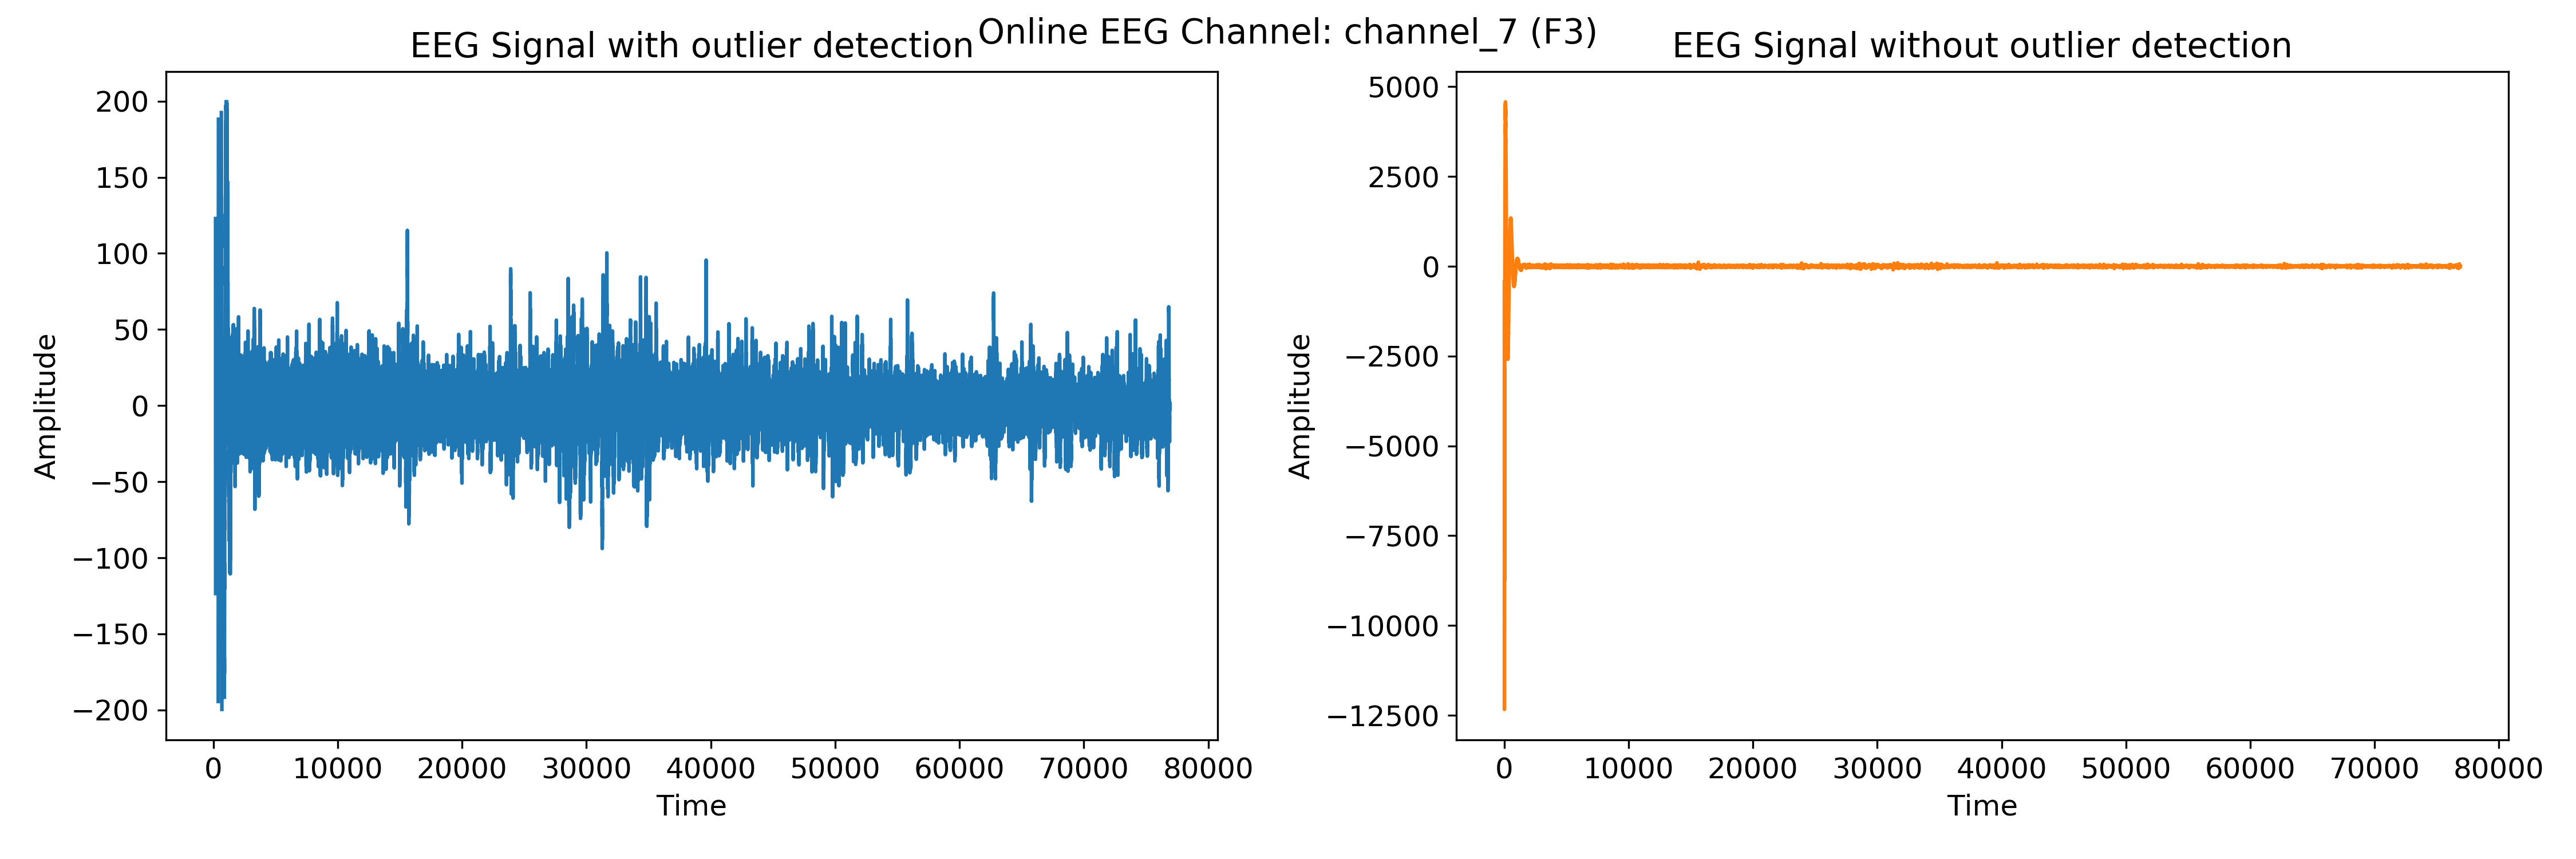 Online EEG Channel: channel_7 (F3)
EEG Signal with outlier detection
200
150
100
50
0
−50
−100
−150
−200
Amplitude
0 10000 20000 30000 40000 50000 60000 70000 80000
Time
EEG Signal without outlier detection
5000
2500
0
−2500
−5000
−7500
−10000
−12500
Amplitude
0 10000 20000 30000 40000 50000 60000 70000 80000
Time